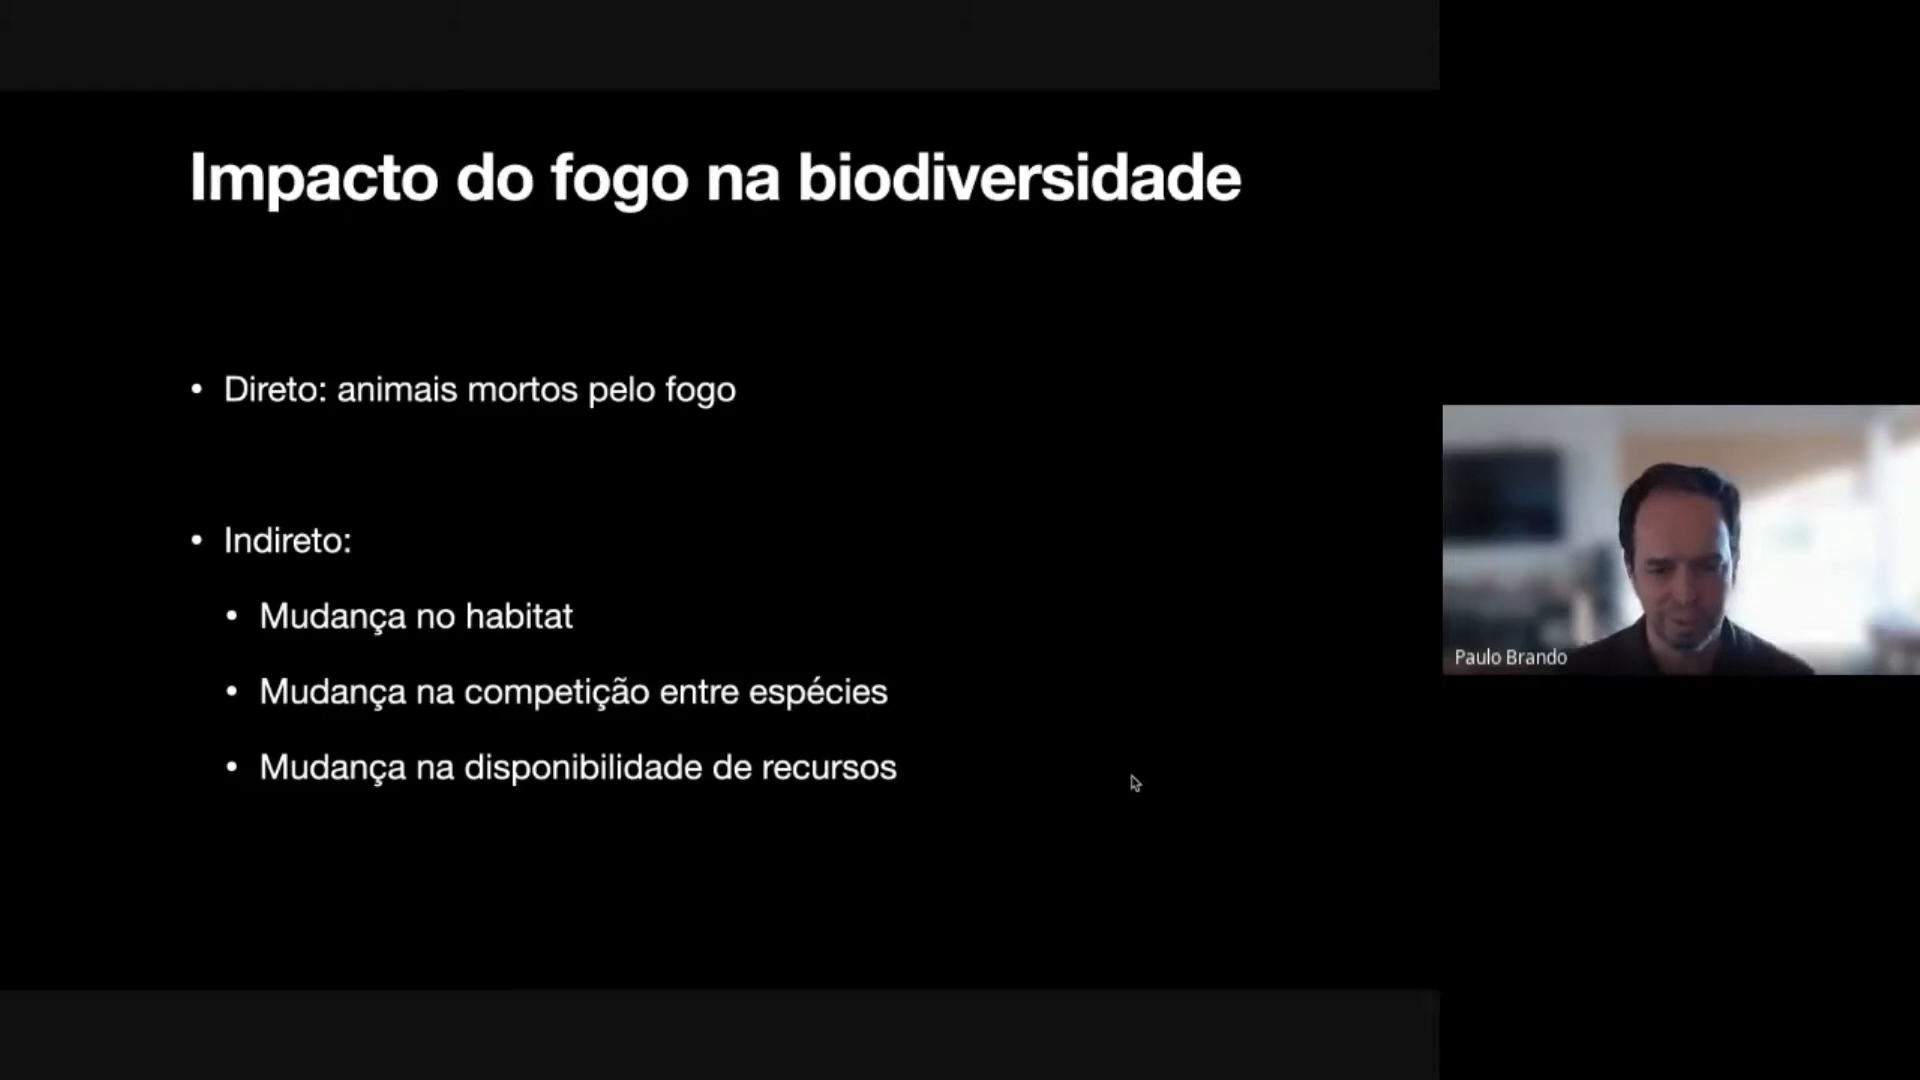 Impacto do fogo na biodiversidade
• Direto: animais mortos pelo fogo
• Indireto:
• Mudança no habitat
• Mudança na competição entre espécies
• Mudança na disponibilidade de recursos
Paulo Brando